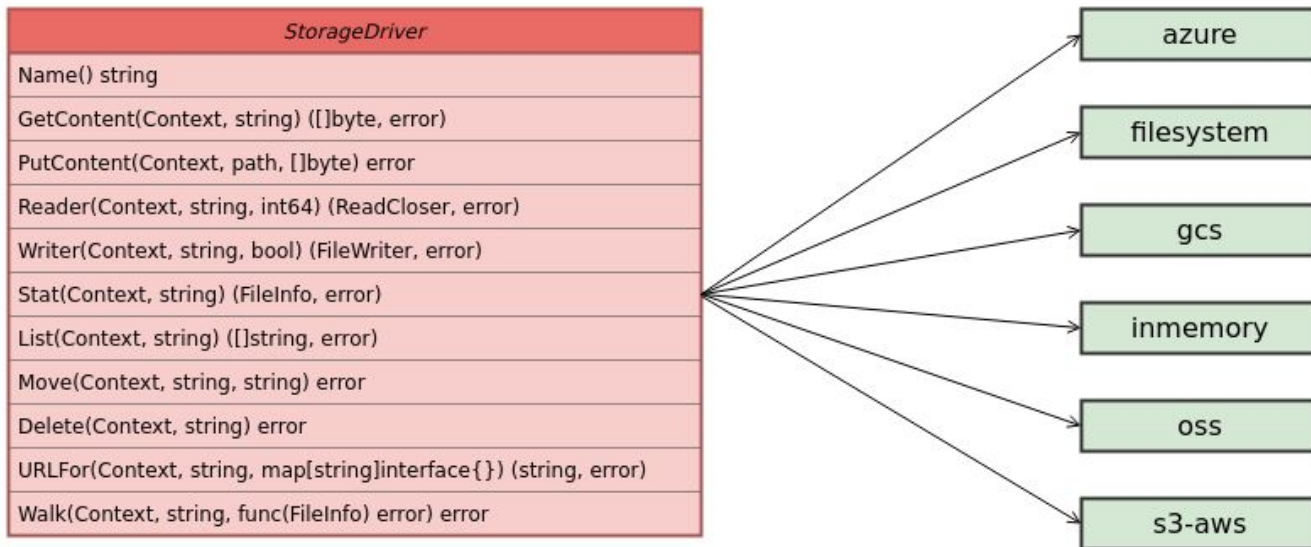 StorageDriver
Name() string
GetContent(Context, string) ([]byte, error)
PutContent(Context, path, []byte) error
Reader(Context, string, int64) (ReadCloser, error)
Writer(Context, string, bool) (FileWriter, error)
Stat(Context, string) (FileInfo, error)
List(Context, string) ([]string, error)
Move(Context, string, string) error
Delete(Context, string) error
URLFor(Context, string, map[string]interface{}) (string, error)
Walk(Context, string, func(FileInfo) error) error
azure
filesystem
gcs
inmemory
oss
s3-aws